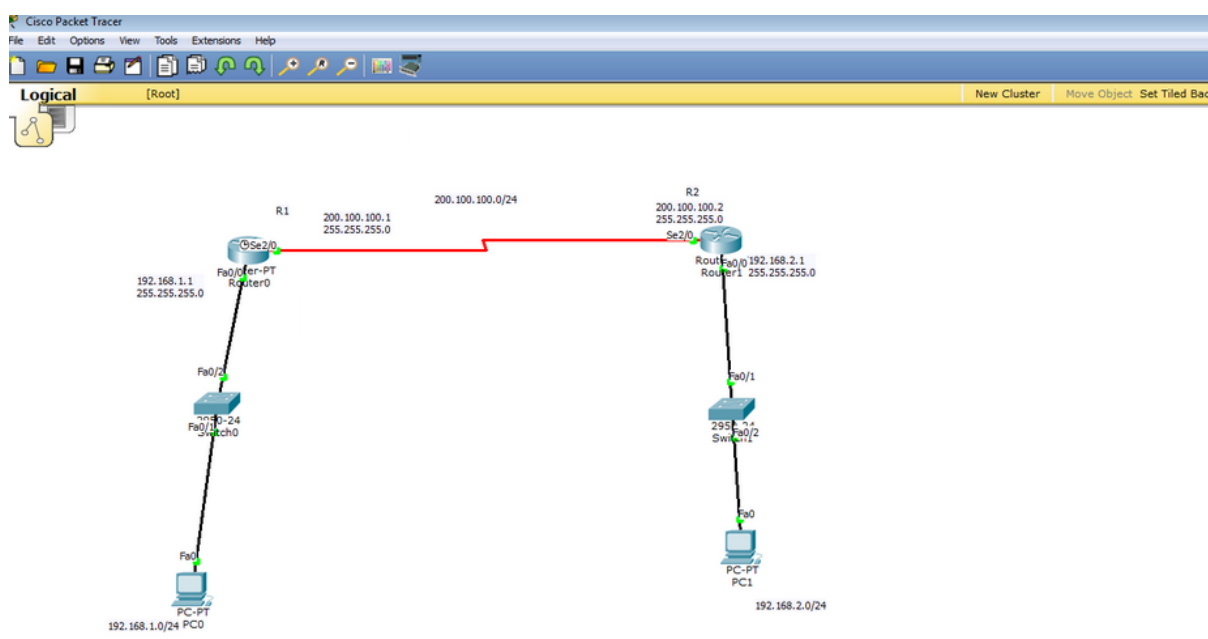 Cisco Packet Tracer
File Edit Options View Tools Extensions Help
Logical [Root] New Cluster Move Object Set Tiled Bac
R1
200.100.100.1
255.255.255.0
200.100.100.0/24
R2
200.100.100.2
255.255.255.0
Se2/0
Se2/0
Fa0/0
Router0
192.168.1.1
255.255.255.0
Fa0/0
Router1
192.168.2.1
255.255.255.0
Fa0/2
Fa0/1
Fa0/1
Fa0/2
Fa0
PC-PT
PC0
192.168.1.0/24
Fa0
PC-PT
PC1
192.168.2.0/24